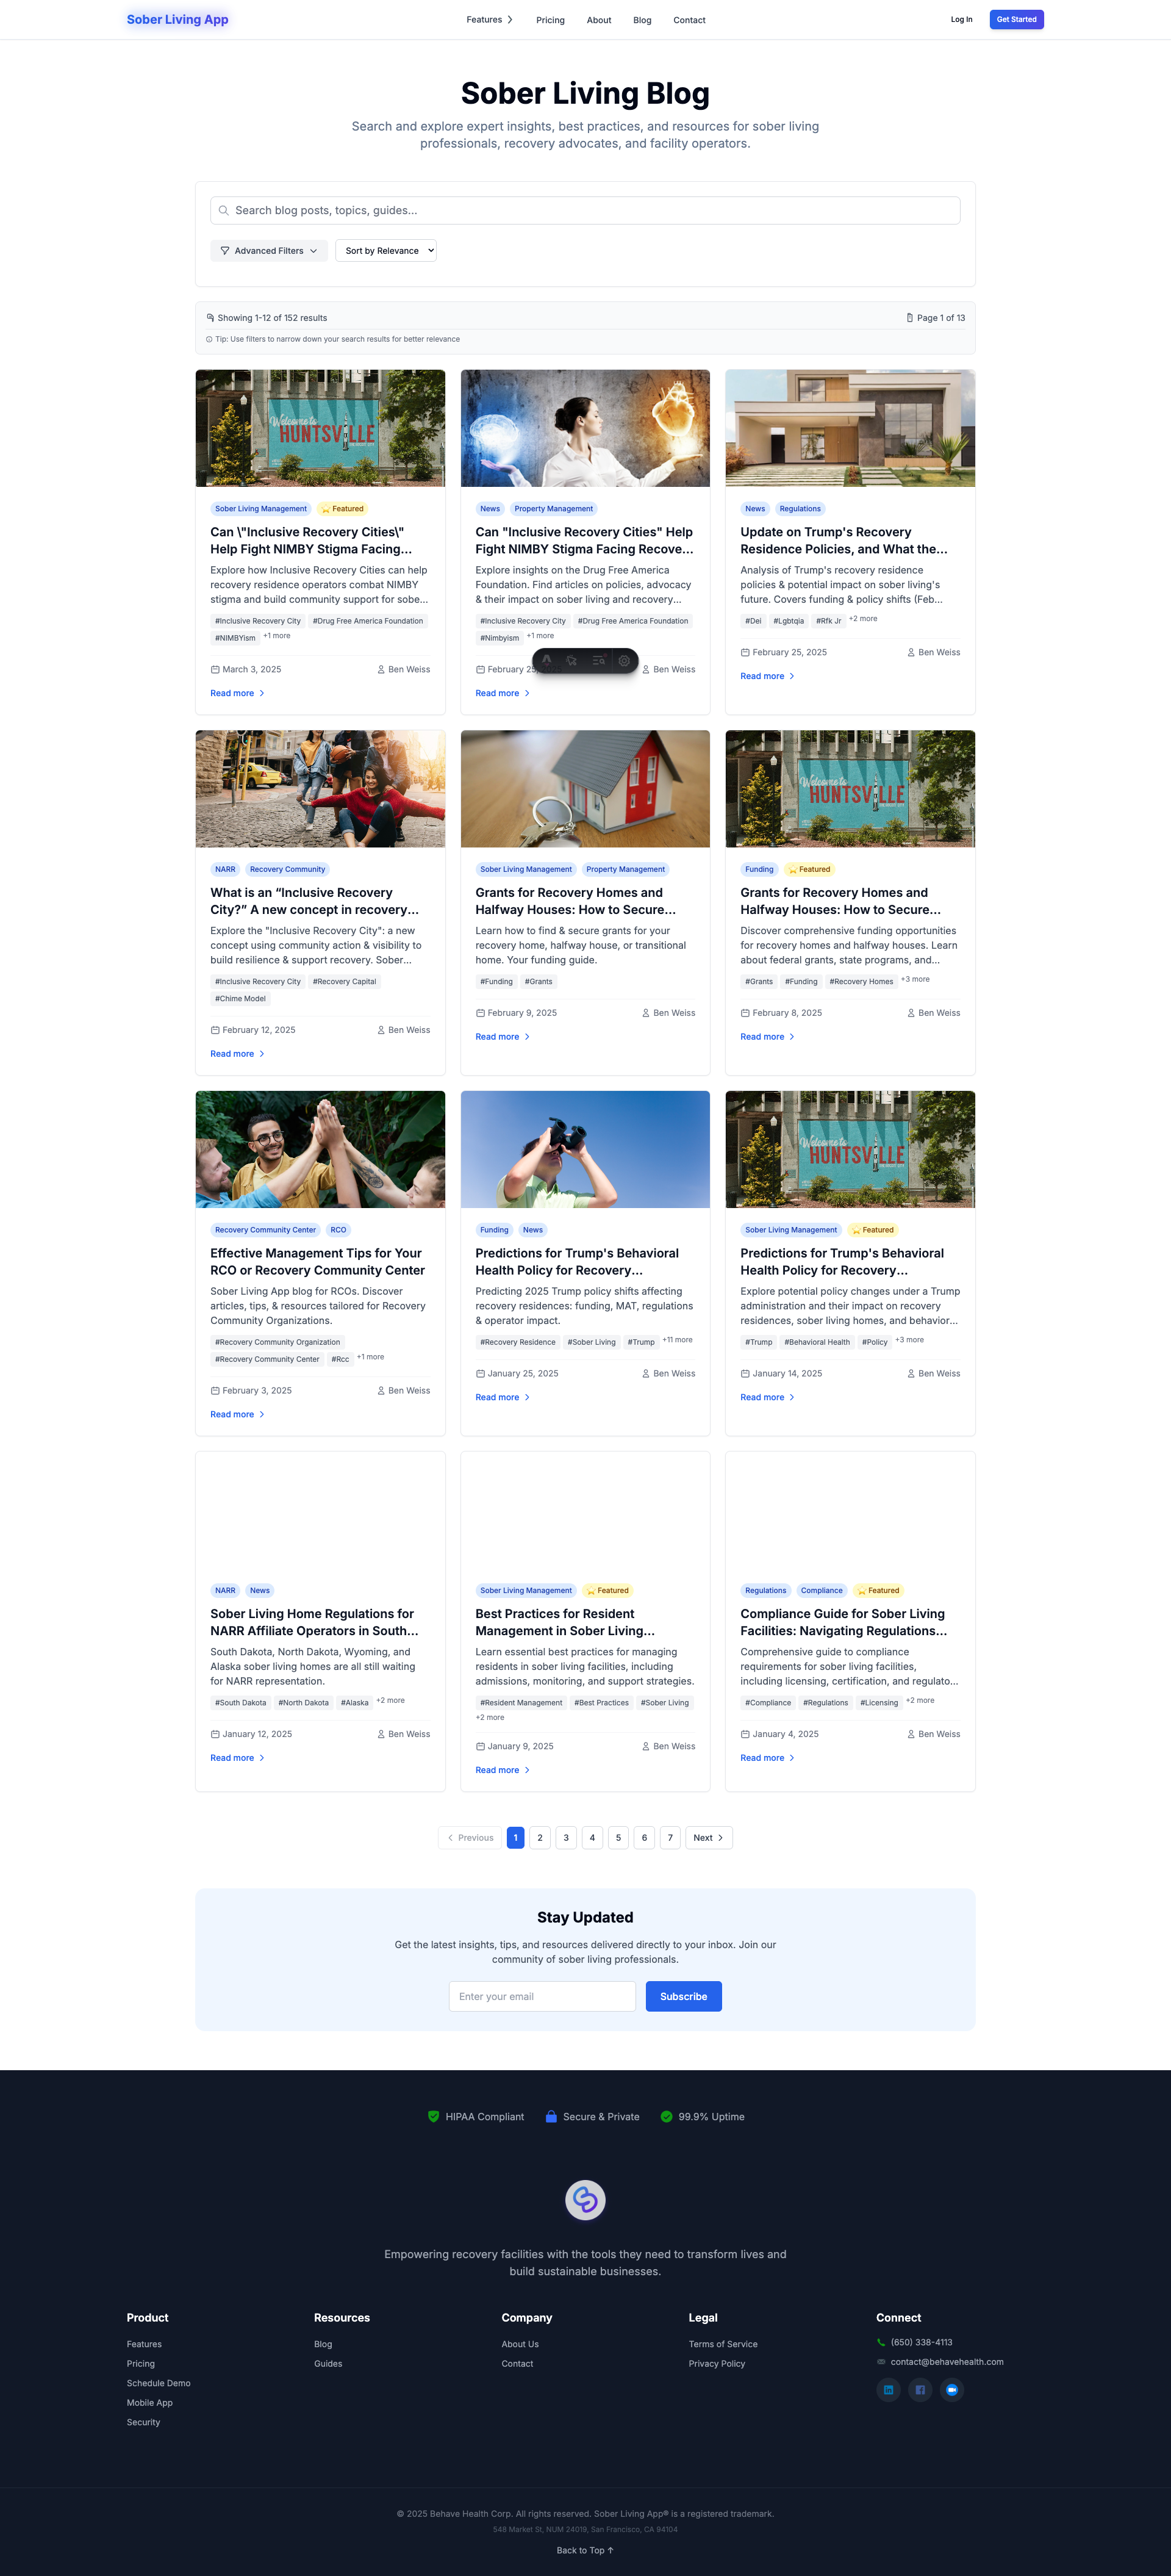 Sober Living App
Features
Pricing
About
Blog
Contact
Log In
Get Started
Sober Living Blog
Search and explore expert insights, best practices, and resources for sober living
professionals, recovery advocates, and facility operators.
Search blog posts, topics, guides...
Advanced Filters
Sort by Relevance
Showing 1-12 of 152 results
Page 1 of 13
Tip: Use filters to narrow down your search results for better relevance
Welcome to
HUNTSVILLE
Sober Living Management
Featured
Can \"Inclusive Recovery Cities\"
Help Fight NIMBY Stigma Facing...
Explore how Inclusive Recovery Cities can help
recovery residence operators combat NIMBY
stigma and build community support for sobe...
#Inclusive Recovery City #Drug Free America Foundation
#NIMBYism +1 more
March 3, 2025
Ben Weiss
Read more
News
Property Management
Can "Inclusive Recovery Cities" Help
Fight NIMBY Stigma Facing Recove...
Explore insights on the Drug Free America
Foundation. Find articles on policies, advocacy
& their impact on sober living and recovery...
#Inclusive Recovery City #Drug Free America Foundation
#Nimbyism +1 more
February 25,
Ben Weiss
Read more
News
Regulations
Update on Trump's Recovery
Residence Policies, and What the...
Analysis of Trump's recovery residence
policies & potential impact on sober living's
future. Covers funding & policy shifts (Feb...
#Dei #Lgbtqia #Rfk Jr +2 more
February 25, 2025
Ben Weiss
Read more
NARR
Recovery Community
What is an “Inclusive Recovery
City?” A new concept in recovery...
Explore the "Inclusive Recovery City": a new
concept using community action & visibility to
build resilience & support recovery. Sober...
#Inclusive Recovery City #Recovery Capital
#Chime Model
February 12, 2025
Ben Weiss
Read more
Sober Living Management
Property Management
Grants for Recovery Homes and
Halfway Houses: How to Secure...
Learn how to find & secure grants for your
recovery home, halfway house, or transitional
home. Your funding guide.
#Funding #Grants
February 9, 2025
Ben Weiss
Read more
Welcome to
HUNTSVILLE
Funding
Featured
Grants for Recovery Homes and
Halfway Houses: How to Secure...
Discover comprehensive funding opportunities
for recovery homes and halfway houses. Learn
about federal grants, state programs, and...
#Grants #Funding #Recovery Homes +3 more
February 8, 2025
Ben Weiss
Read more
Recovery Community Center
RCO
Effective Management Tips for Your
RCO or Recovery Community Center
Sober Living App blog for RCOs. Discover
articles, tips, & resources tailored for Recovery
Community Organizations.
#Recovery Community Organization
#Recovery Community Center #Rcc +1 more
February 3, 2025
Ben Weiss
Read more
Funding
News
Predictions for Trump's Behavioral
Health Policy for Recovery...
Predicting 2025 Trump policy shifts affecting
recovery residences: funding, MAT, regulations
& operator impact.
#Recovery Residence #Sober Living #Trump +11 more
January 25, 2025
Ben Weiss
Read more
Welcome to
HUNTSVILLE
Sober Living Management
Featured
Predictions for Trump's Behavioral
Health Policy for Recovery...
Explore potential policy changes under a Trump
administration and their impact on recovery
residences, sober living homes, and behavior...
#Trump #Behavioral Health #Policy +3 more
January 14, 2025
Ben Weiss
Read more
NARR
News
Sober Living Home Regulations for
NARR Affiliate Operators in South...
South Dakota, North Dakota, Wyoming, and
Alaska sober living homes are all still waiting
for NARR representation.
#South Dakota #North Dakota #Alaska +2 more
January 12, 2025
Ben Weiss
Read more
Sober Living Management
Featured
Best Practices for Resident
Management in Sober Living...
Learn essential best practices for managing
residents in sober living facilities, including
admissions, monitoring, and support strategies.
#Resident Management #Best Practices #Sober Living
+2 more
January 9, 2025
Ben Weiss
Read more
Regulations
Compliance
Featured
Compliance Guide for Sober Living
Facilities: Navigating Regulations...
Comprehensive guide to compliance
requirements for sober living facilities,
including licensing, certification, and regulato...
#Compliance #Regulations #Licensing +2 more
January 4, 2025
Ben Weiss
Read more
Previous
1
2
3
4
5
6
7
Next
Stay Updated
Get the latest insights, tips, and resources delivered directly to your inbox. Join our
community of sober living professionals.
Enter your email
Subscribe
HIPAA Compliant
Secure & Private
99.9% Uptime
Empowering recovery facilities with the tools they need to transform lives and
build sustainable businesses.
Product
Features
Pricing
Schedule Demo
Mobile App
Security
Resources
Blog
Guides
Company
About Us
Contact
Legal
Terms of Service
Privacy Policy
Connect
(650) 338-4113
contact@behavehealth.com
© 2025 Behave Health Corp. All rights reserved. Sober Living App® is a registered trademark.
548 Market St, NUM 24019, San Francisco, CA 94104
Back to Top ↑